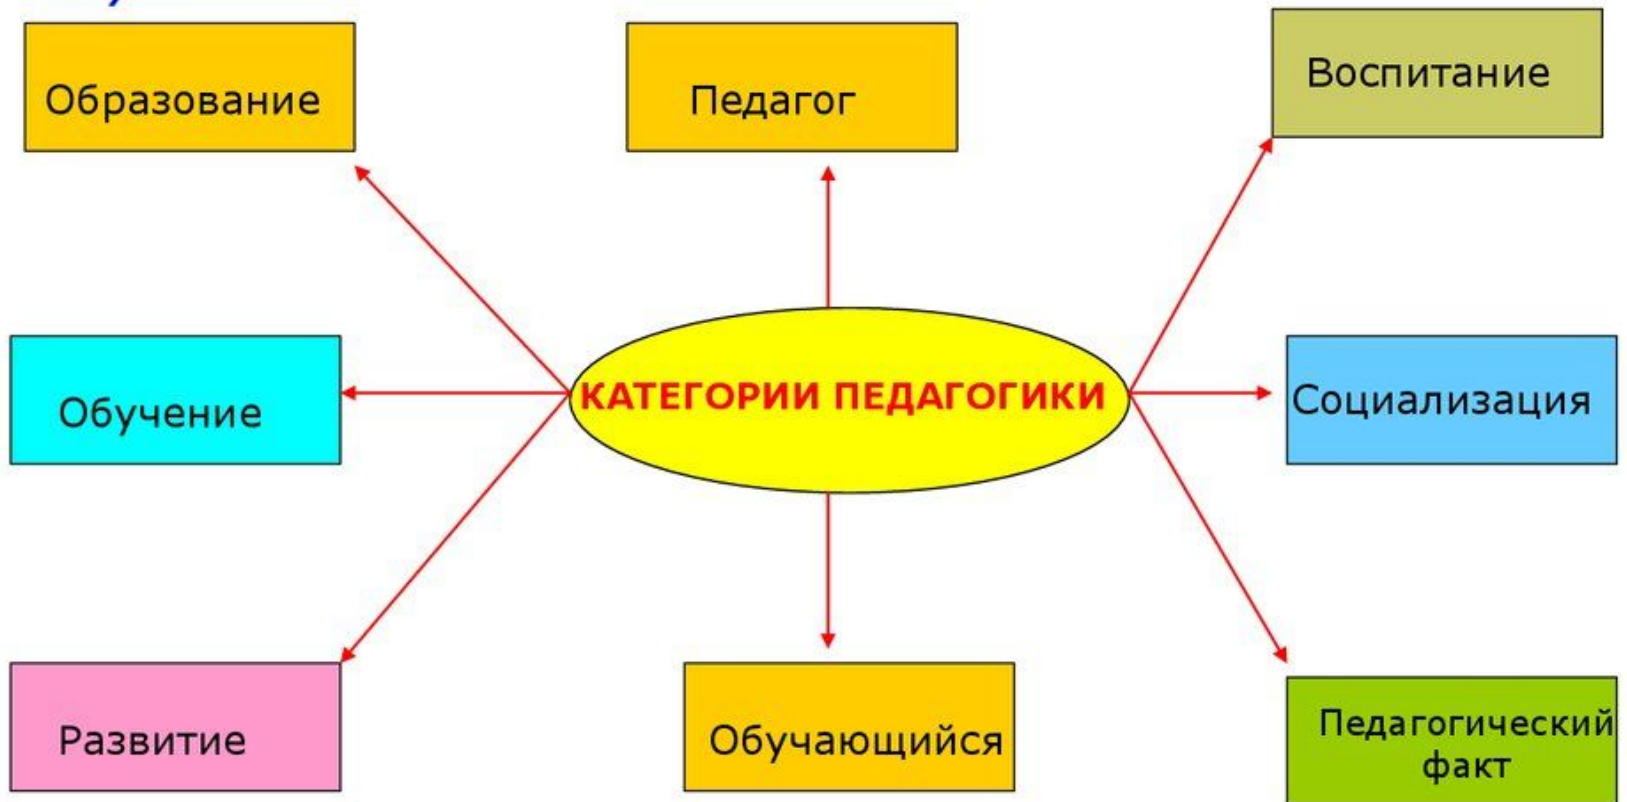 Образование
Педагог
Воспитание
Обучение
КАТЕГОРИИ ПЕДАГОГИКИ
Социализация
Развитие
Обучающийся
Педагогический
факт